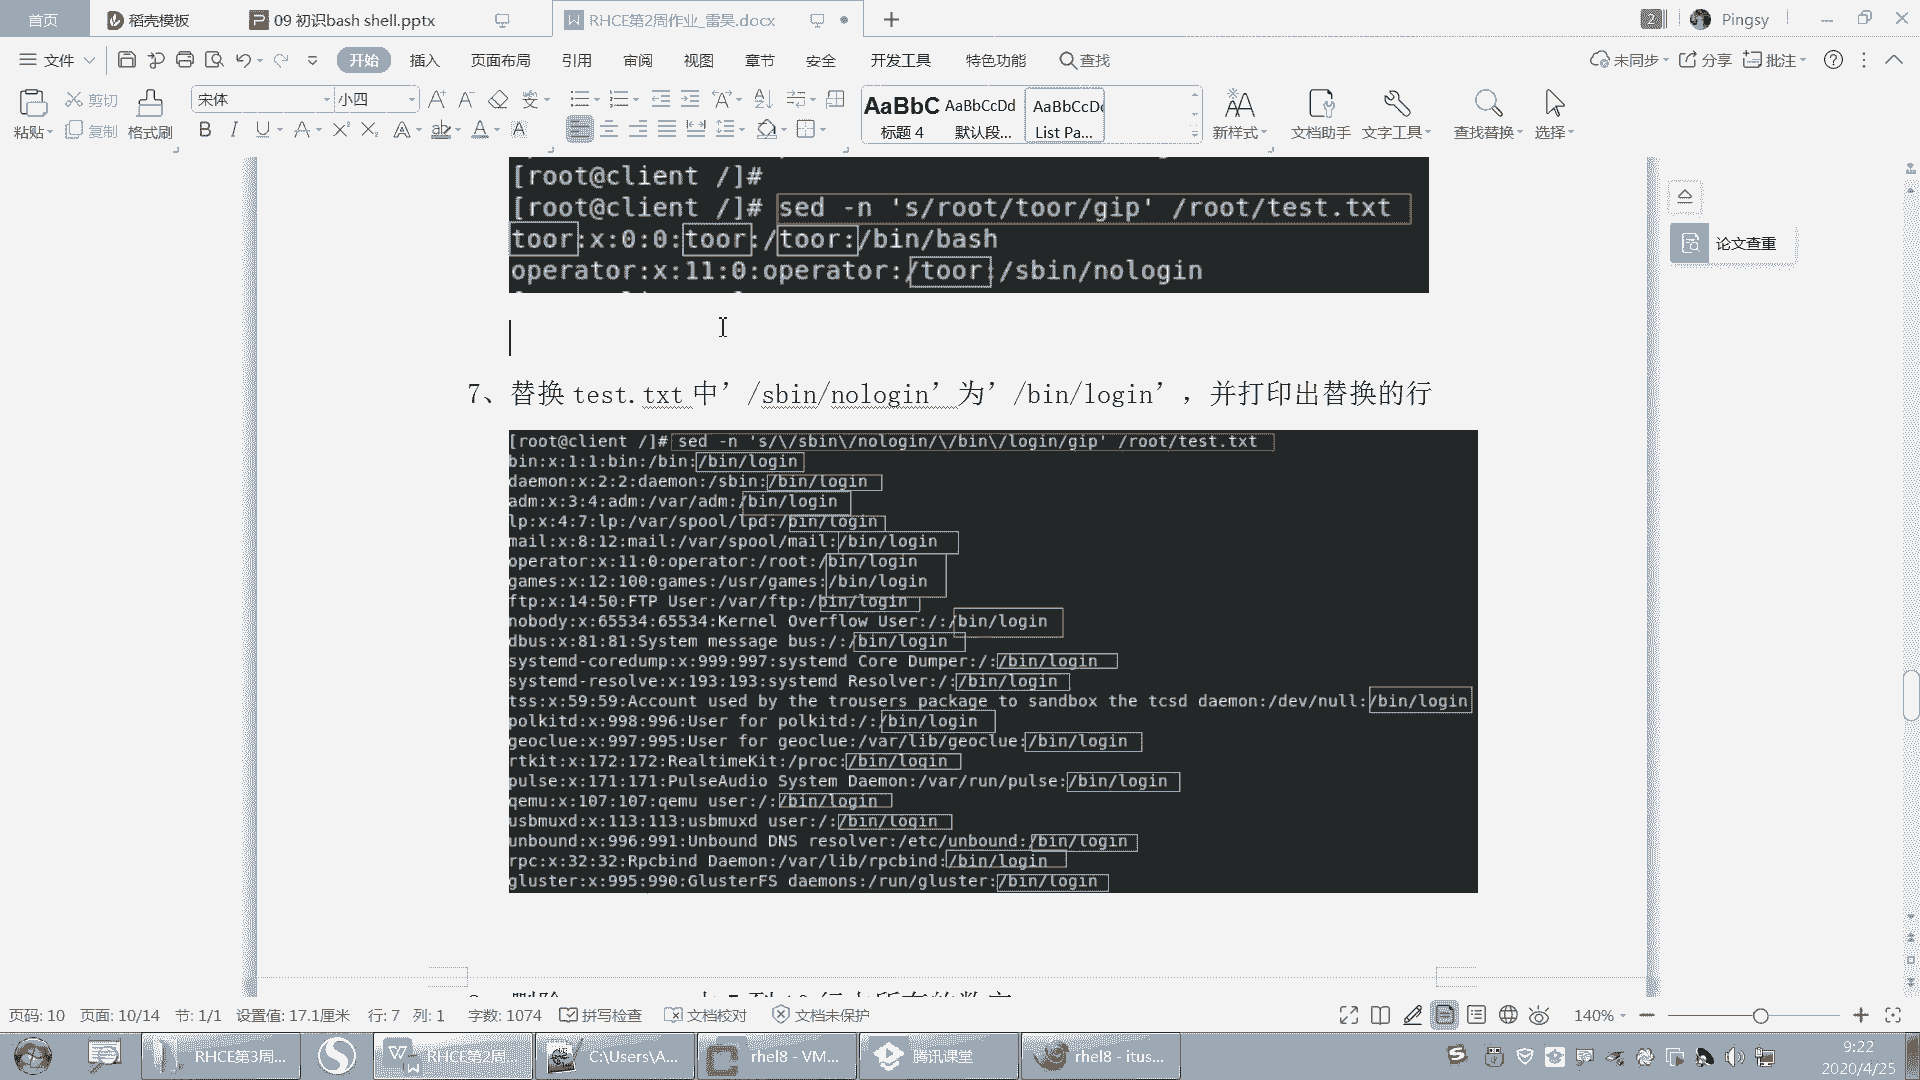 首页 稻壳模板 09 初识bash shell.pptx RHCE第2周作业_雷昊.docx 2 Pingsy
文件 开始 插入 页面布局 引用 审阅 视图 章节 安全 开发工具 特色功能 查找 未同步 分享 批注
粘贴 剪切 复制 格式刷 宋体 小四 AaBbC AaBbCcDd AaBbCcDd 标题 4 默认段... List Pa... 新样式 文档助手 文字工具 查找替换 选择
[root@client /]#
[root@client /]# sed -n 's/root/toor/gip' /root/test.txt
toor:x:0:0:toor:/toor:/bin/bash
operator:x:11:0:operator:/toor:/sbin/nologin
论文查重
7、替换 test.txt 中’ /sbin/nologin’ 为’ /bin/login’ ，并打印出替换的行
[root@client /]# sed -n 's/\/sbin\/nologin/\/bin\/login/gip' /root/test.txt
bin:x:1:1:bin:/bin:/bin/login
daemon:x:2:2:daemon:/sbin:/bin/login
adm:x:3:4:adm:/var/adm:/bin/login
lp:x:4:7:lp:/var/spool/lpd:/bin/login
mail:x:8:12:mail:/var/spool/mail:/bin/login
operator:x:11:0:operator:/root:/bin/login
games:x:12:100:games:/usr/games:/bin/login
ftp:x:14:50:FTP User:/var/ftp:/bin/login
nobody:x:65534:65534:Kernel Overflow User:/:/bin/login
dbus:x:81:81:System message bus:/:/bin/login
systemd-coredump:x:999:997:systemd Core Dumper:/:/bin/login
systemd-resolve:x:193:193:systemd Resolver:/:/bin/login
tss:x:59:59:Account used by the trousers package to sandbox the tcsd daemon:/dev/null:/bin/login
polkitd:x:998:996:User for polkitd:/:/bin/login
geoclue:x:997:995:User for geoclue:/var/lib/geoclue:/bin/login
rtkit:x:172:172:RealtimeKit:/proc:/bin/login
pulse:x:171:171:PulseAudio System Daemon:/var/run/pulse:/bin/login
qemu:x:107:107:qemu user:/:/bin/login
usbmuxd:x:113:113:usbmuxd user:/:/bin/login
unbound:x:996:991:Unbound DNS resolver:/etc/unbound:/bin/login
rpc:x:32:32:Rpcbind Daemon:/var/lib/rpcbind:/bin/login
gluster:x:995:990:GlusterFS daemons:/run/gluster:/bin/login
页码: 10 页面: 10/14 节: 1/1 设置值: 17.1厘米 行: 7 列: 1 字数: 1074 拼写检查 文档校对 文档未保护 140%
RHCE第3周... RHCE第2周... C:\Users\A... rhel8 - VM... 腾讯课堂 rhel8 - itus... 9:22
2020/4/25